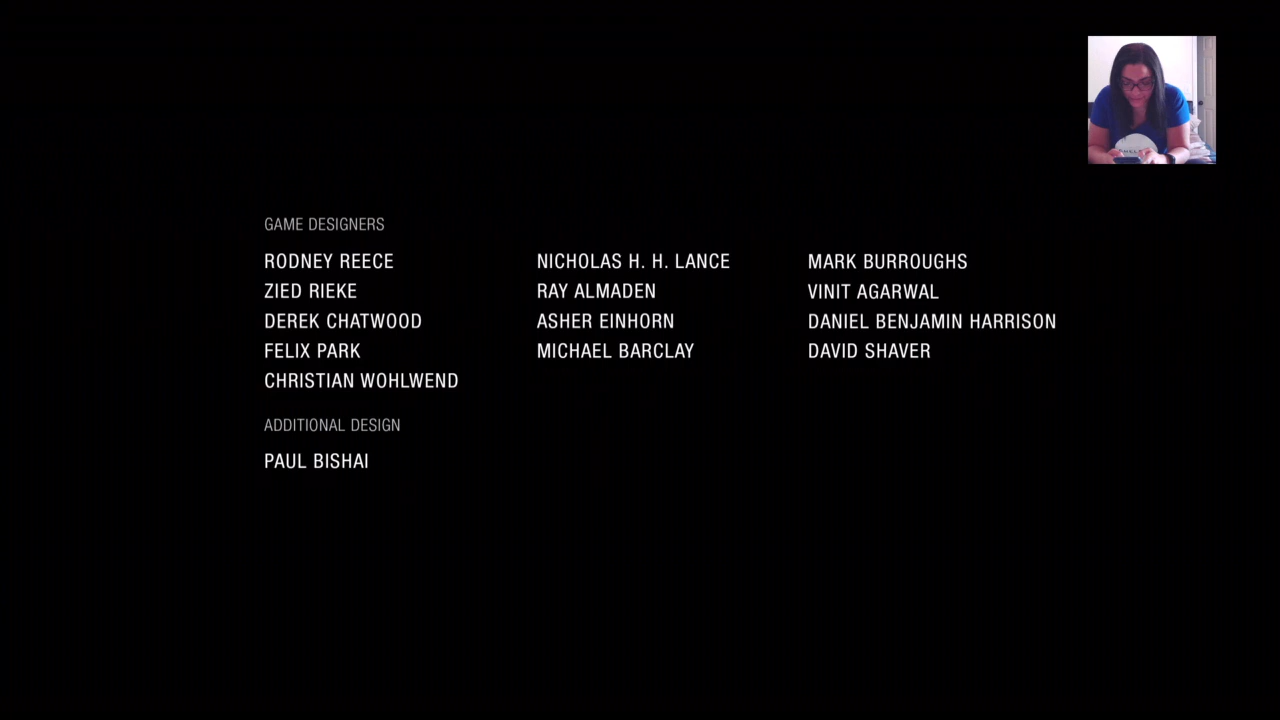 GAME DESIGNERS
RODNEY REECE
ZIED RIEKE
DEREK CHATWOOD
FELIX PARK
CHRISTIAN WOHLWEND
NICHOLAS H. H. LANCE
RAY ALMADEN
ASHER EINHORN
MICHAEL BARCLAY
MARK BURROUGHS
VINIT AGARWAL
DANIEL BENJAMIN HARRISON
DAVID SHAVER
ADDITIONAL DESIGN
PAUL BISHAI